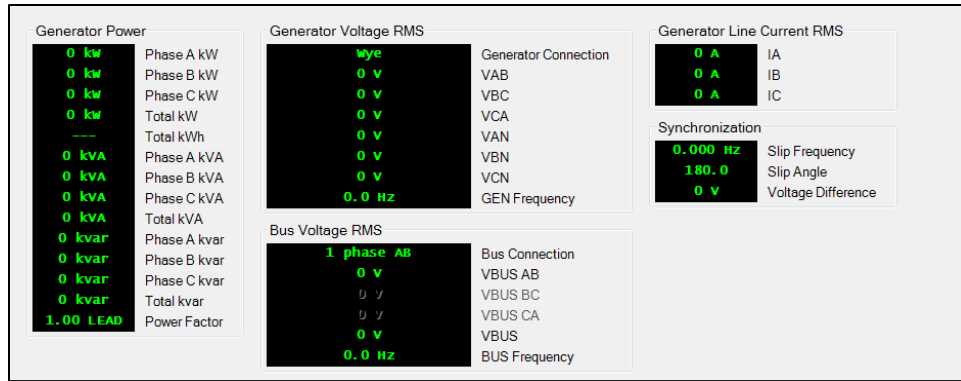 Generator Power
0 kW Phase A kW
0 kW Phase B kW
0 kW Phase C kW
0 kW Total kW
--- Total kWh
0 kVA Phase A kVA
0 kVA Phase B kVA
0 kVA Phase C kVA
0 kVA Total kVA
0 kvar Phase A kvar
0 kvar Phase B kvar
0 kvar Phase C kvar
0 kvar Total kvar
1.00 LEAD Power Factor
Generator Voltage RMS
Wye Generator Connection
0 V VAB
0 V VBC
0 V VCA
0 V VAN
0 V VBN
0 V VCN
0.0 Hz GEN Frequency
Bus Voltage RMS
1 phase AB Bus Connection
0 V VBUS AB
0 V VBUS BC
0 V VBUS CA
0 V VBUS
0.0 Hz BUS Frequency
Generator Line Current RMS
0 A IA
0 A IB
0 A IC
Synchronization
0.000 Hz Slip Frequency
180.0 Slip Angle
0 V Voltage Difference